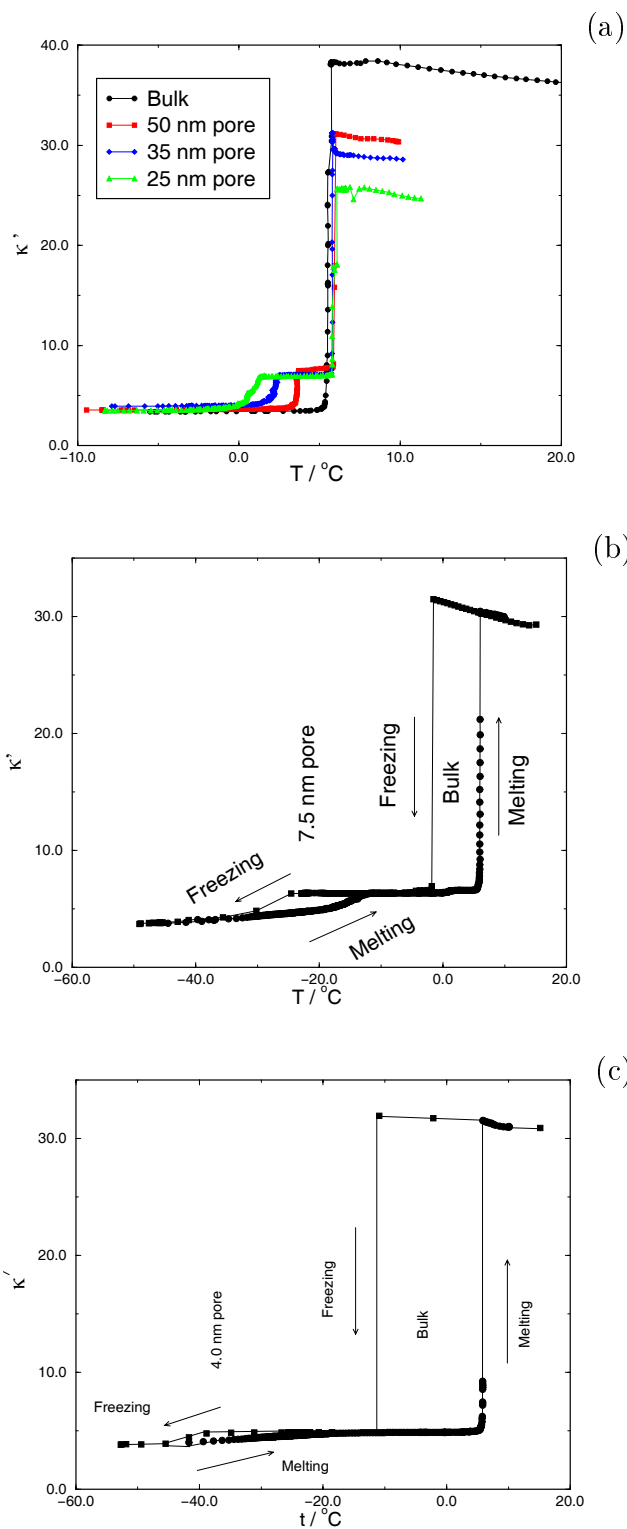 (a)
40.0
30.0
20.0
10.0
0.0
κ'
Bulk
50 nm pore
35 nm pore
25 nm pore
−10.0 0.0 10.0 20.0
T / °C
(b)
30.0
20.0
10.0
0.0
κ'
7.5 nm pore
Freezing
Bulk
Melting
Freezing
Melting
−60.0 −40.0 −20.0 0.0 20.0
T / °C
(c)
30.0
20.0
10.0
0.0
κ′
4.0 nm pore
Freezing
Bulk
Melting
Freezing
Melting
−60.0 −40.0 −20.0 0.0 20.0
t / °C